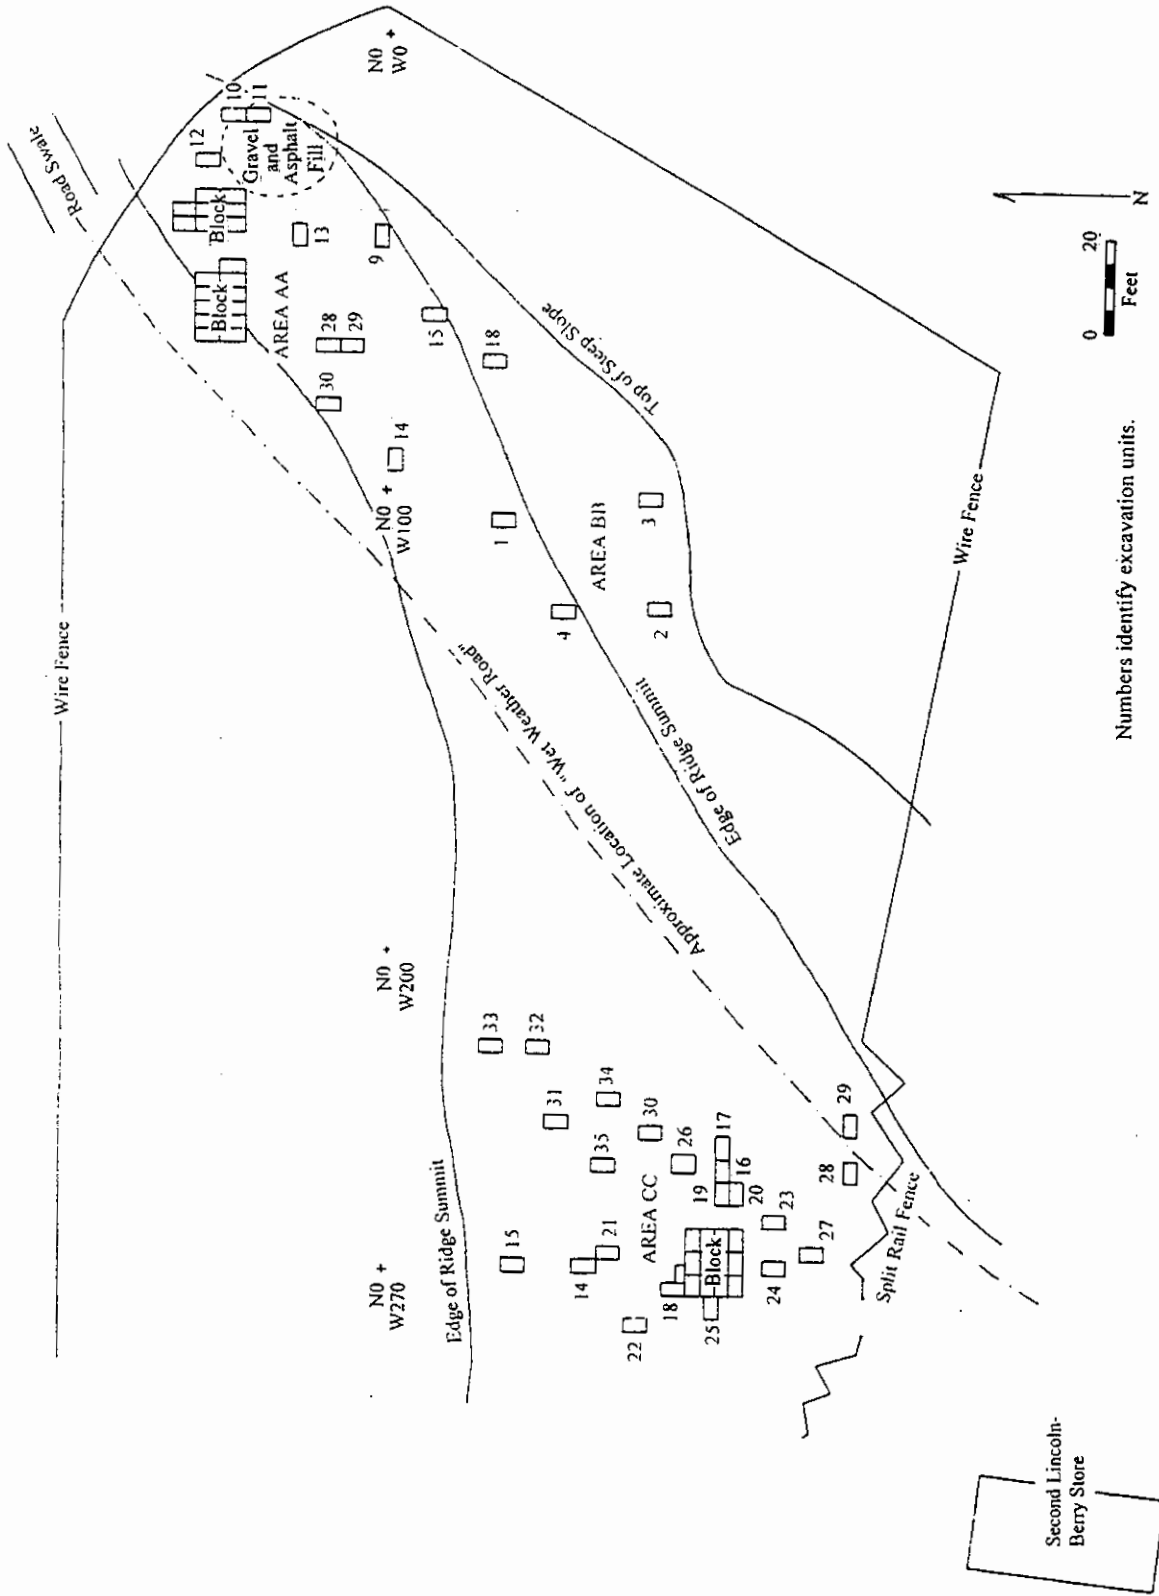 Road Swale
Wire Fence
12
10
11
Gravel
and
Asphalt
Fill
N0 +
W0
Block
Block
AREA AA
13
9
28
29
30
15
18
14
N0 +
W100
Top of Steep Slope
1
AREA BB
3
4
2
Approximate Location of "Wet Weather Road"
Edge of Ridge Summit
Wire Fence
N0 +
W200
33
32
31
34
35
30
26
17
16
19
20
29
28
Edge of Ridge Summit
N0 +
W270
15
14
21
AREA CC
23
Block
18
25
22
24
27
Split Rail Fence
Second Lincoln-
Berry Store
0 20
Feet
N
Numbers identify excavation units.